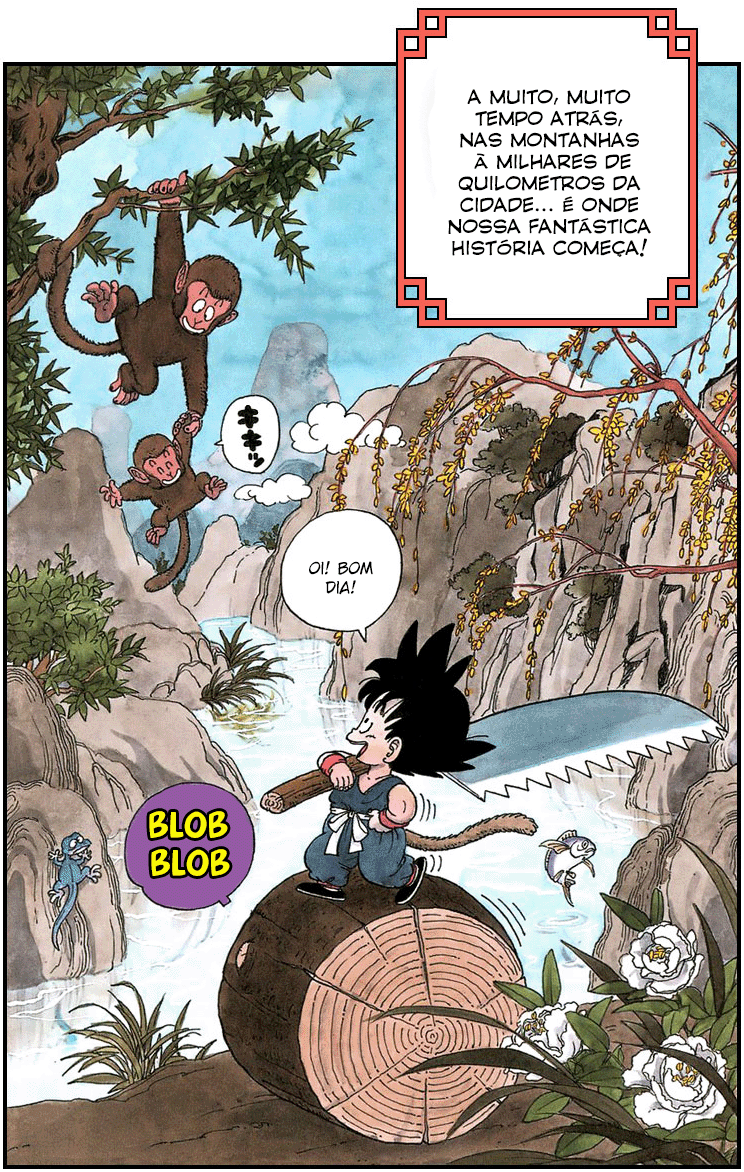 A MUITO, MUITO
TEMPO ATRÁS,
NAS MONTANHAS
Ã MILHARES DE
QUILOMETROS DA
CIDADE... É ONDE
NOSSA FANTÁSTICA
HISTÓRIA COMEÇA!
キキッ
OI! BOM
DIA!
BLOB
BLOB